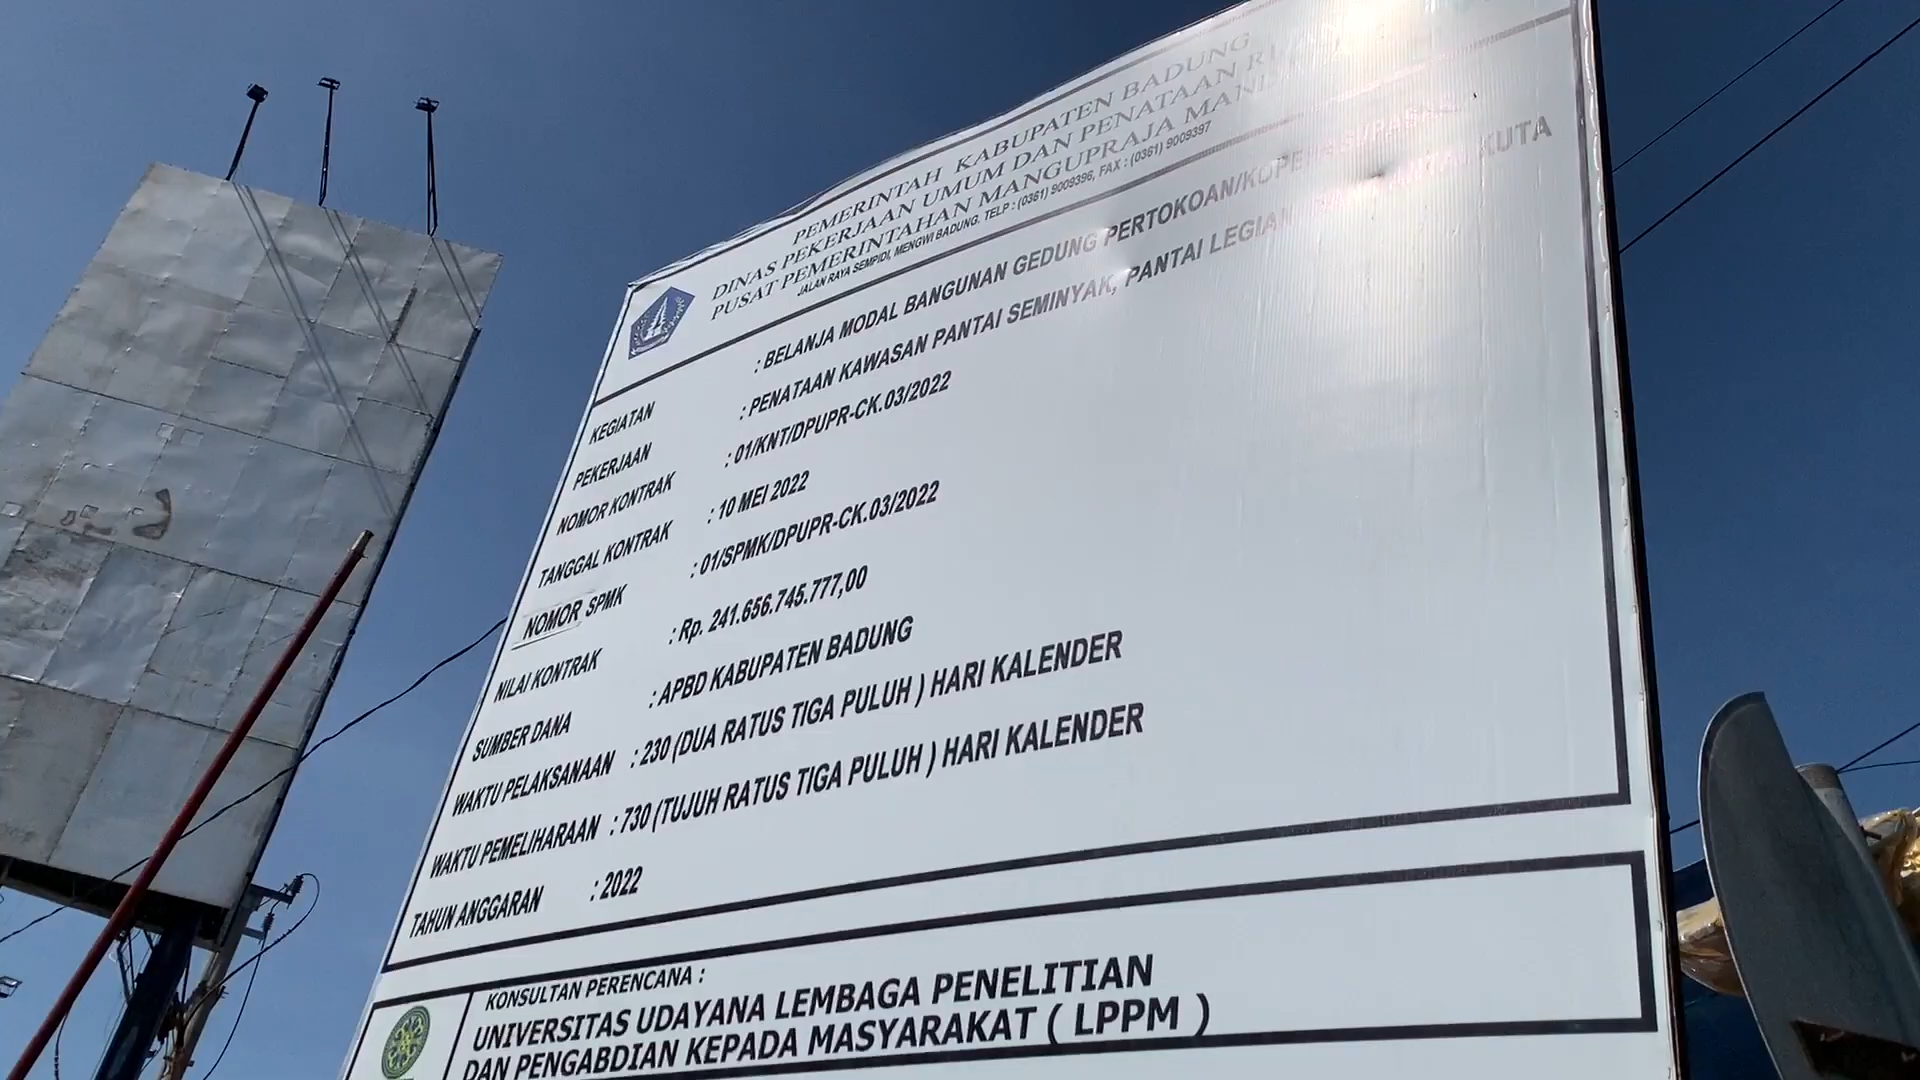 PEMERINTAH KABUPATEN BADUNG
DINAS PEKERJAAN UMUM DAN PENATAAN
PUSAT PEMERINTAHAN MANGUPRAJA
JALAN RAYA SEMPIDI, MENGWI BADUNG. TELP : (0361) 9009396, FAX : (0361) 9009397
KEGIATAN : BELANJA MODAL BANGUNAN GEDUNG PERTOKOAN/KOPERASI/PASAR
PEKERJAAN : PENATAAN KAWASAN PANTAI SEMINYAK, PANTAI LEGIAN KUTA
NOMOR KONTRAK : 01/KNT/DPUPR-CK.03/2022
TANGGAL KONTRAK : 10 MEI 2022
NOMOR SPMK : 01/SPMK/DPUPR-CK.03/2022
NILAI KONTRAK : Rp. 241.656.745.777,00
SUMBER DANA : APBD KABUPATEN BADUNG
WAKTU PELAKSANAAN : 230 (DUA RATUS TIGA PULUH ) HARI KALENDER
WAKTU PEMELIHARAAN : 730 (TUJUH RATUS TIGA PULUH ) HARI KALENDER
TAHUN ANGGARAN : 2022
KONSULTAN PERENCANA :
UNIVERSITAS UDAYANA LEMBAGA PENELITIAN
DAN PENGABDIAN KEPADA MASYARAKAT ( LPPM )